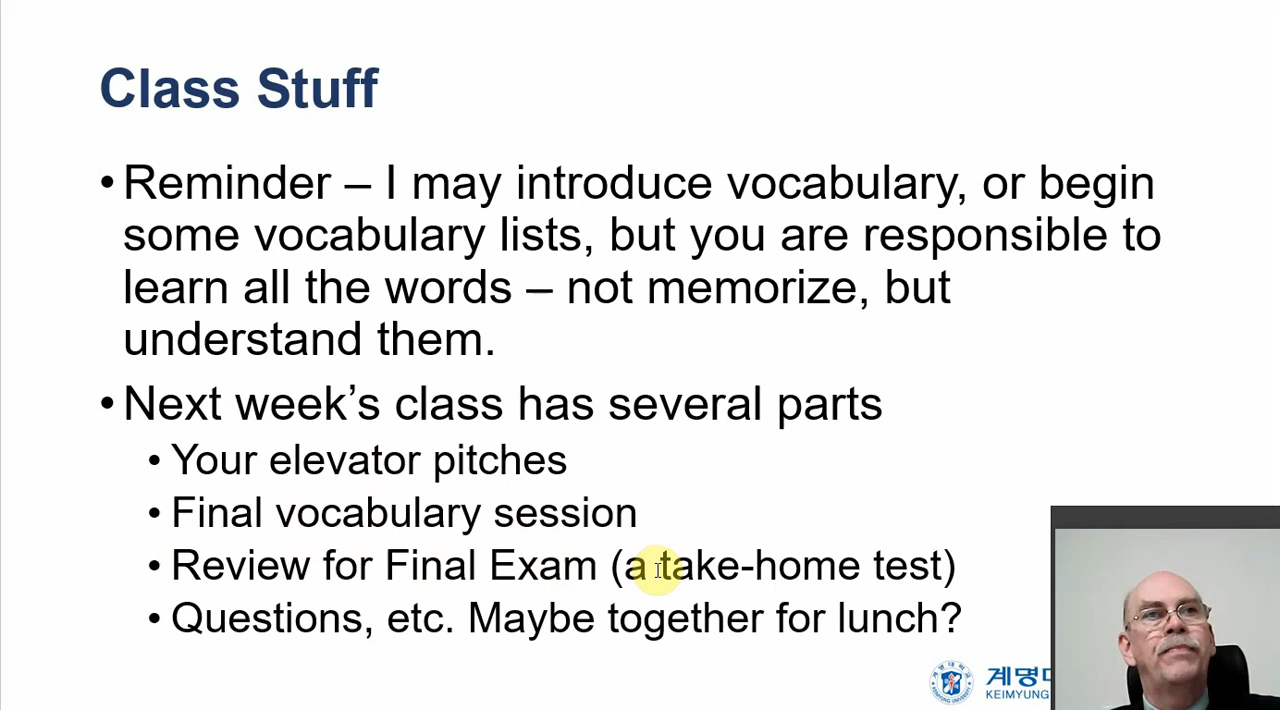 Class Stuff
• Reminder – I may introduce vocabulary, or begin
some vocabulary lists, but you are responsible to
learn all the words – not memorize, but
understand them.
• Next week’s class has several parts
• Your elevator pitches
• Final vocabulary session
• Review for Final Exam (a take-home test)
• Questions, etc. Maybe together for lunch?
계명
KEIMYUNG